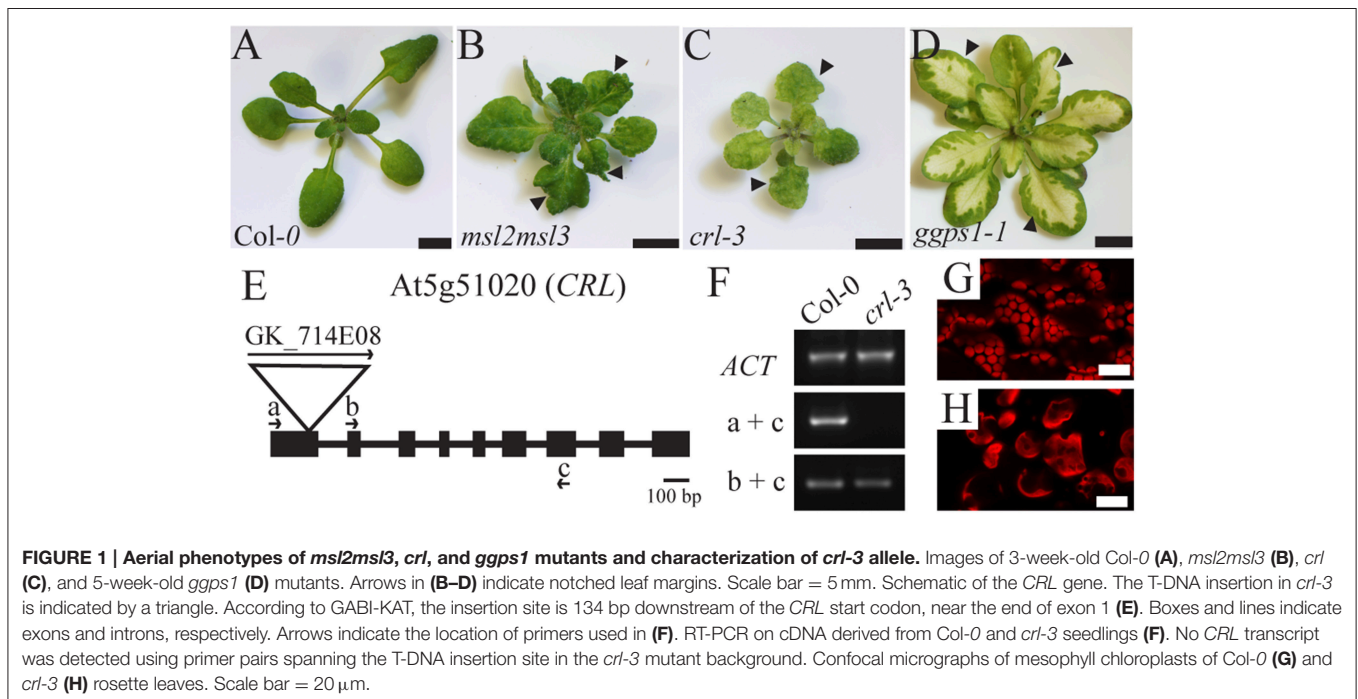 A
B
C
D
Col-0
msl2msl3
crl-3
ggps1-1
E
At5g51020 (CRL)
GK_714E08
a
b
c
100 bp
F
Col-0
crl-3
ACT
a + c
b + c
G
H
FIGURE 1 | Aerial phenotypes of msl2msl3, crl, and ggps1 mutants and characterization of crl-3 allele. Images of 3-week-old Col-0 (A), msl2msl3 (B), crl
(C), and 5-week-old ggps1 (D) mutants. Arrows in (B–D) indicate notched leaf margins. Scale bar = 5 mm. Schematic of the CRL gene. The T-DNA insertion in crl-3
is indicated by a triangle. According to GABI-KAT, the insertion site is 134 bp downstream of the CRL start codon, near the end of exon 1 (E). Boxes and lines indicate
exons and introns, respectively. Arrows indicate the location of primers used in (F). RT-PCR on cDNA derived from Col-0 and crl-3 seedlings (F). No CRL transcript
was detected using primer pairs spanning the T-DNA insertion site in the crl-3 mutant background. Confocal micrographs of mesophyll chloroplasts of Col-0 (G) and
crl-3 (H) rosette leaves. Scale bar = 20 μm.